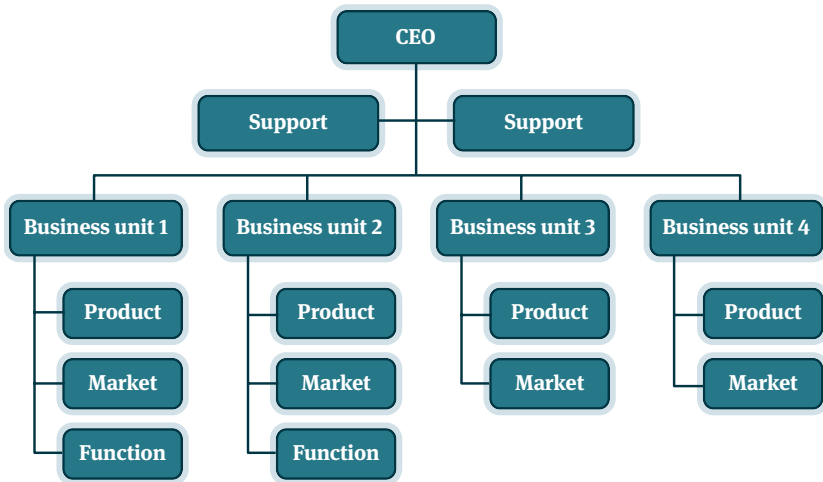 CEO
Support
Support
Business unit 1
Business unit 2
Business unit 3
Business unit 4
Product
Product
Product
Product
Market
Market
Market
Market
Function
Function